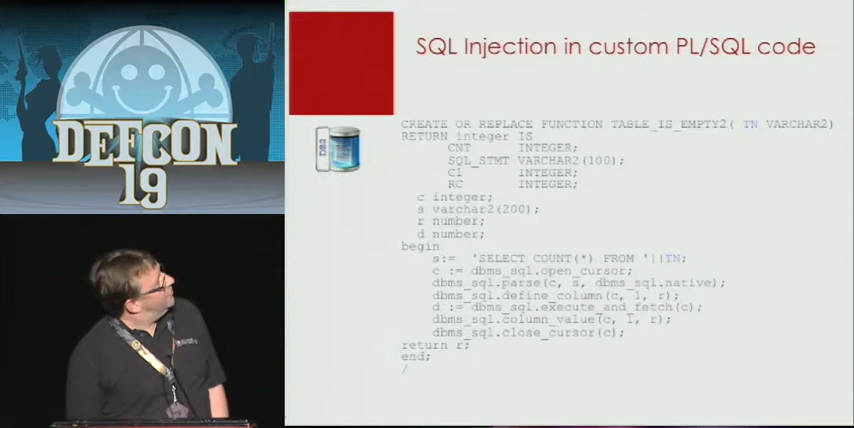 DEFCON
19
SQL Injection in custom PL/SQL code
DBA
CREATE OR REPLACE FUNCTION TABLE_IS_EMPTY2( TN VARCHAR2)
RETURN integer IS
CNT INTEGER;
SQL_STMT VARCHAR2(100);
C1 INTEGER;
RC INTEGER;
c integer;
s varchar2(200);
r number;
d number;
begin
s:= 'SELECT COUNT(*) FROM '||TN;
c := dbms_sql.open_cursor;
dbms_sql.parse(c, s, dbms_sql.native);
dbms_sql.define_column(c, 1, r);
d := dbms_sql.execute_and_fetch(c);
dbms_sql.column_value(c, 1, r);
dbms_sql.close_cursor(c);
return r;
end;
/